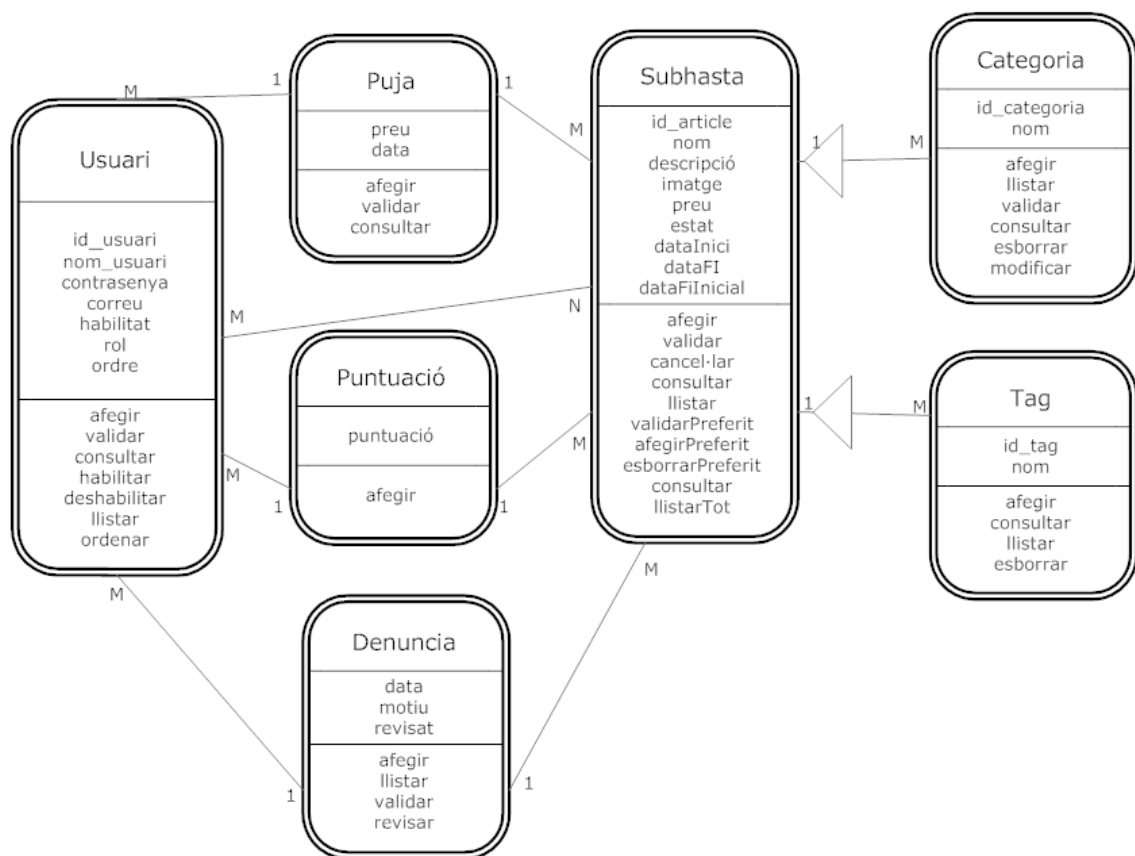 Usuari
id_usuari
nom_usuari
contrasenya
correu
habilitat
rol
ordre
afegir
validar
consultar
habilitar
deshabilitar
llistar
ordenar
M
1
Puja
preu
data
afegir
validar
consultar
1
M
M
N
M
1
Puntuació
puntuació
afegir
1
M
M
1
Denuncia
data
motiu
revisat
afegir
llistar
validar
revisar
1
M
Subhasta
id_article
nom
descripció
imatge
preu
estat
dataInici
dataFI
dataFiInicial
afegir
validar
cancel·lar
consultar
llistar
validarPreferit
afegirPreferit
esborrarPreferit
consultar
llistarTot
1
M
Categoria
id_categoria
nom
afegir
llistar
validar
consultar
esborrar
modificar
1
M
Tag
id_tag
nom
afegir
consultar
llistar
esborrar